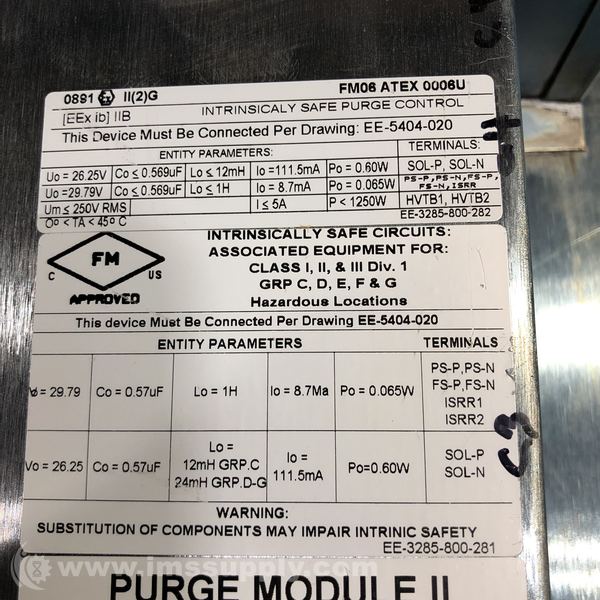 0891 II(2)G FM06 ATEX 0006U
[EEx ib] IIB INTRINSICALY SAFE PURGE CONTROL
This Device Must Be Connected Per Drawing: EE-5404-020
ENTITY PARAMETERS: TERMINALS:
Uo = 26.25V Co ≤ 0.569uF Lo ≤ 12mH Io =111.5mA Po = 0.60W SOL-P, SOL-N
Uo =29.79V Co ≤ 0.569uF Lo ≤ 1H Io = 8.7mA Po = 0.065W PS-P, PS-N, FS-P,
FS-N, ISRR
Um ≤ 250V RMS I ≤ 5A P < 1250W HVTB1, HVTB2
O° < TA < 45° C EE-3285-800-282
FM
C US
APPROVED
INTRINSICALLY SAFE CIRCUITS:
ASSOCIATED EQUIPMENT FOR:
CLASS I, II, & III Div. 1
GRP C, D, E, F & G
Hazardous Locations
This device Must Be Connected Per Drawing EE-5404-020
ENTITY PARAMETERS TERMINALS
= 29.79 Co = 0.57uF Lo = 1H Io = 8.7Ma Po = 0.065W PS-P,PS-N
FS-P,FS-N
ISRR1
ISRR2
Vo = 26.25 Co = 0.57uF Lo =
12mH GRP.C
24mH GRP.D-G Io =
111.5mA Po=0.60W SOL-P
SOL-N
WARNING:
SUBSTITUTION OF COMPONENTS MAY IMPAIR INTRINIC SAFETY
EE-3285-800-281
PURGE MODULE II
C3
www.imssupply.com